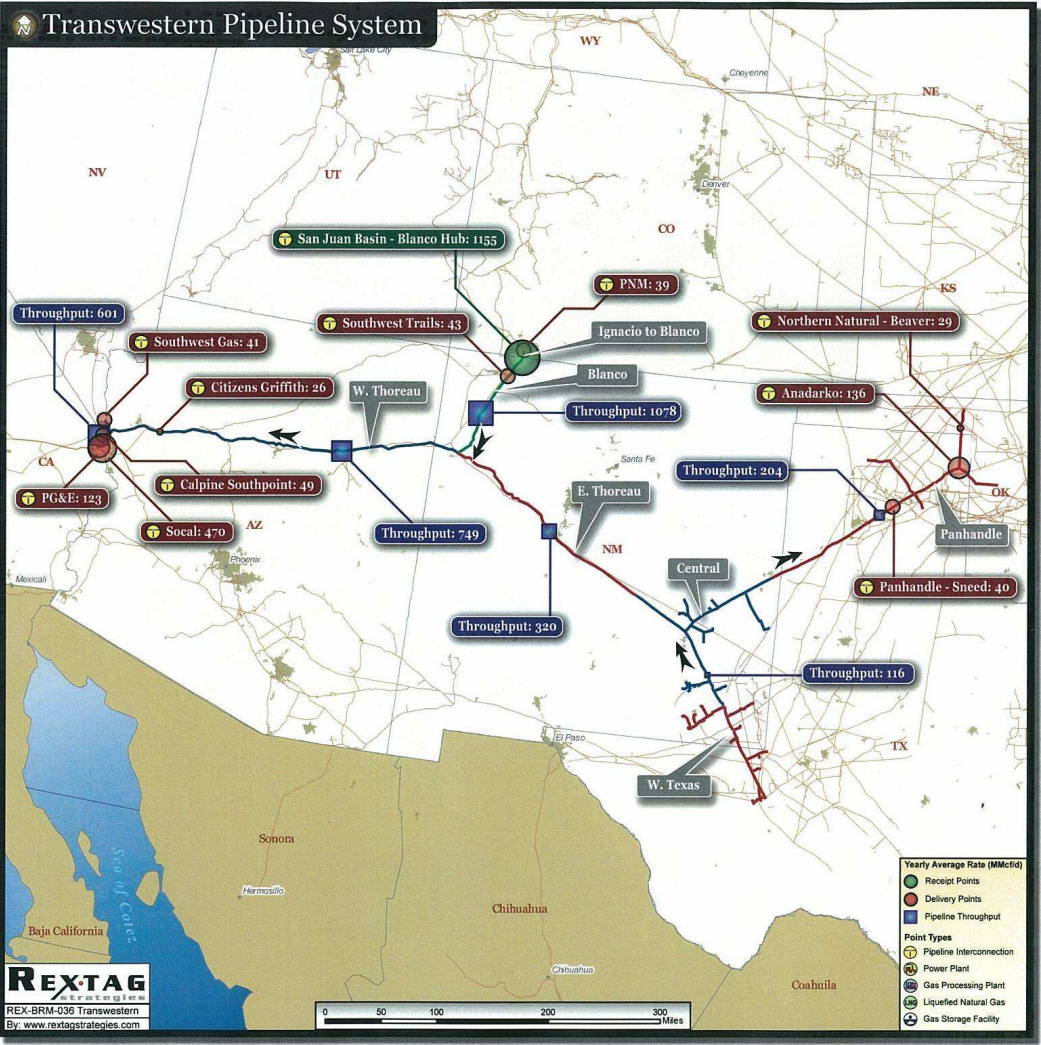 N
Transwestern Pipeline System
Salt Lake City
WY
Cheyenne
NE
NV
UT
Denver
San Juan Basin - Blanco Hub: 1155
CO
PNM: 39
KS
Throughput: 601
Southwest Trails: 43
Ignacio to Blanco
Northern Natural - Beaver: 29
Southwest Gas: 41
Blanco
Citizens Griffith: 26
W. Thoreau
Anadarko: 136
Throughput: 1078
CA
Santa Fe
Throughput: 204
Calpine Southpoint: 49
E. Thoreau
OK
PG&E: 123
Socal: 470
AZ
Throughput: 749
Panhandle
NM
Phoenix
Central
Mexicali
Panhandle - Sneed: 40
Throughput: 320
Throughput: 116
El Paso
TX
W. Texas
Sonora
Sea of Cotez
Hermosillo
Chihuahua
Baja California
Chihuahua
Coahuila
Yearly Average Rate (MMcf/d)
Receipt Points
Delivery Points
Pipeline Throughput
Point Types
Pipeline Interconnection
Power Plant
Gas Processing Plant
LNG Liquefied Natural Gas
Gas Storage Facility
REXTAG
strategies
REX-BRM-036 Transwestern
By: www.rextagstrategies.com
0 50 100 200 300
Miles